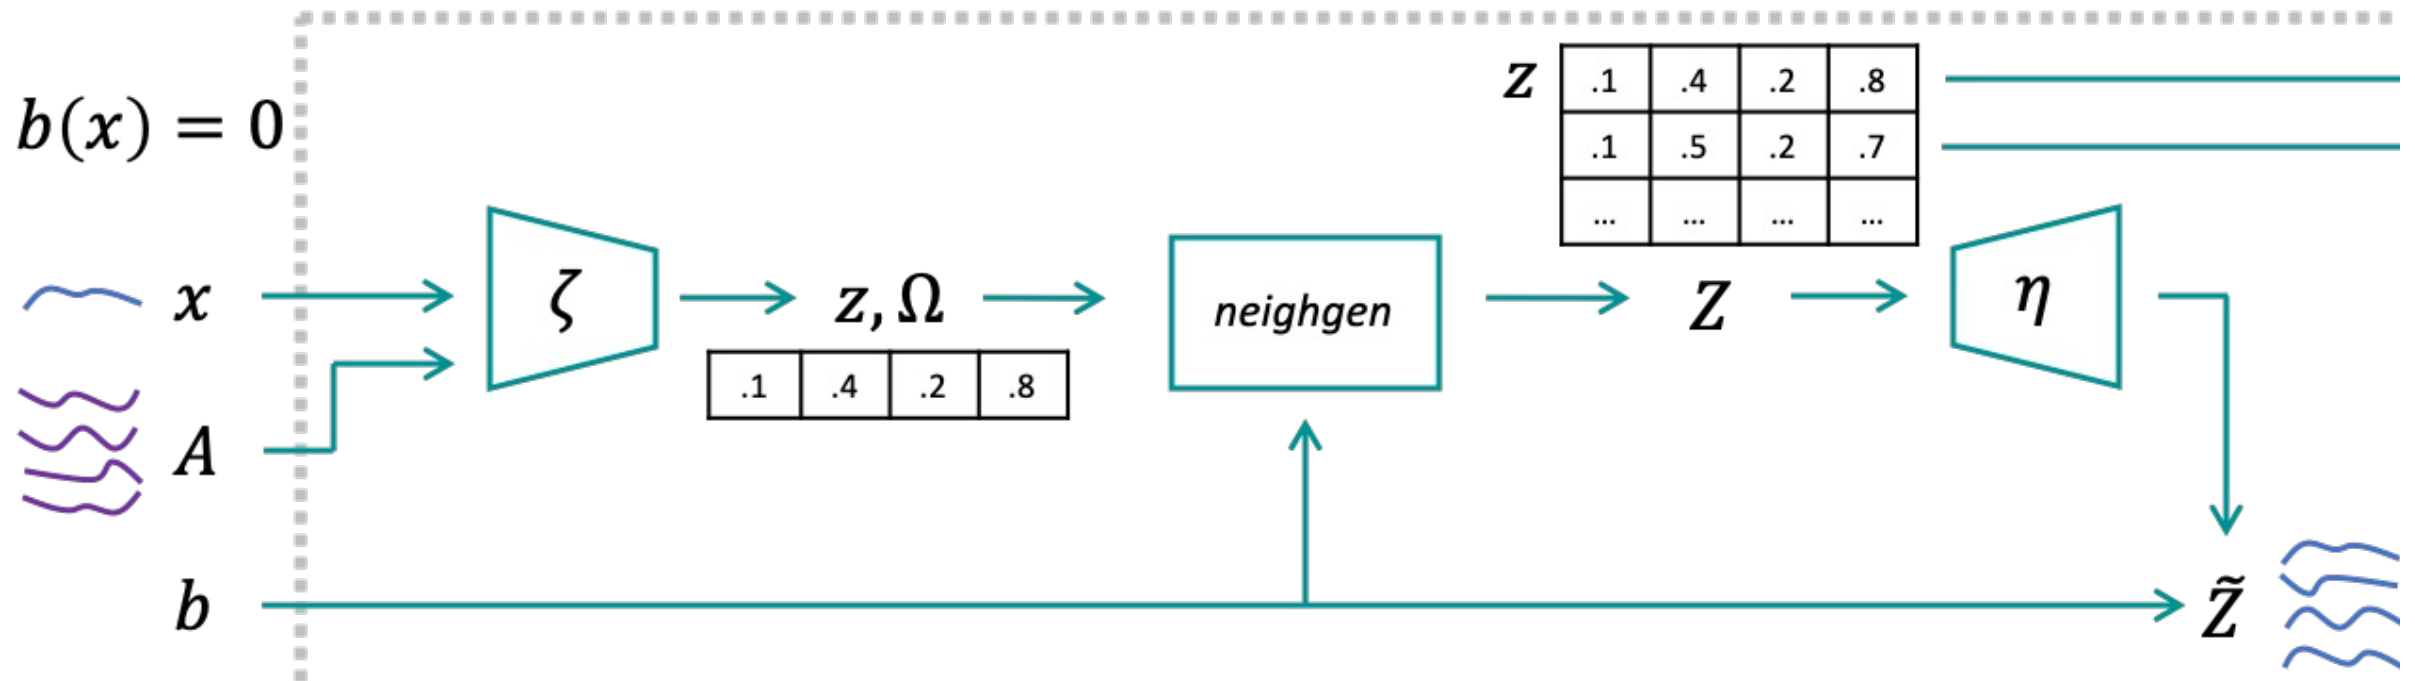 b(x) = 0
z
.1 .4 .2 .8
.1 .5 .2 .7
... ... ... ...
x
ζ
z, Ω
neighgen
Z
η
.1 .4 .2 .8
A
b
Z̃